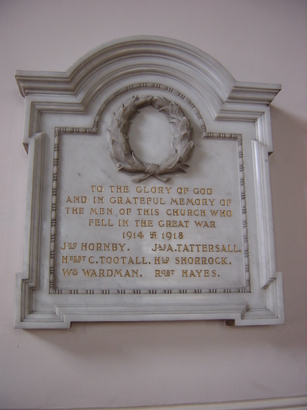 TO THE GLORY OF GOD
AND IN GRATEFUL MEMORY OF
THE MEN OF THIS CHURCH WHO
FELL IN THE GREAT WAR
1914 1918
JAS HORNBY. JAS A. TATTERSALL.
HERBT C. TOOTALL. HY SHORROCK.
WM WARDMAN. ROBT HAYES.